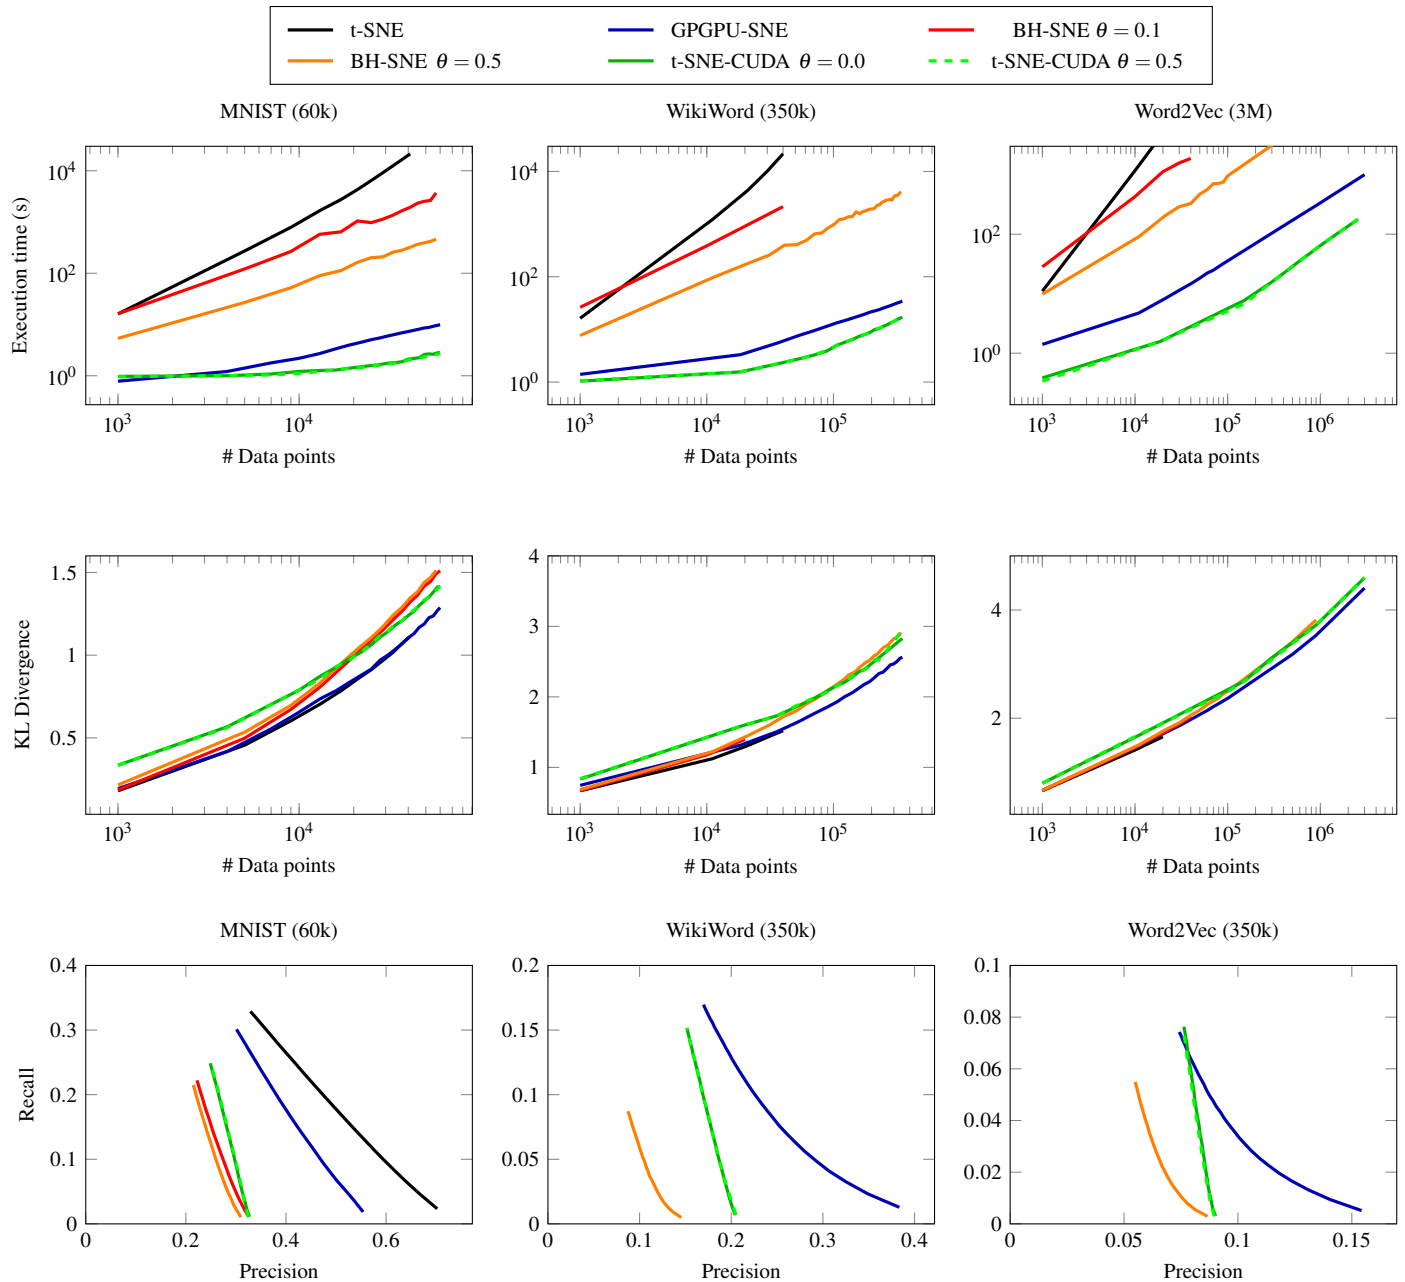 t-SNE GPGPU-SNE BH-SNE θ = 0.1
BH-SNE θ = 0.5 t-SNE-CUDA θ = 0.0 t-SNE-CUDA θ = 0.5
MNIST (60k) WikiWord (350k) Word2Vec (3M)
Execution time (s)
10^4
10^2
10^0
10^3 10^4
# Data points
10^4
10^2
10^0
10^3 10^4 10^5
# Data points
10^2
10^0
10^3 10^4 10^5 10^6
# Data points
KL Divergence
1.5
1
0.5
10^3 10^4
# Data points
4
3
2
1
10^3 10^4 10^5
# Data points
4
2
10^3 10^4 10^5 10^6
# Data points
MNIST (60k) WikiWord (350k) Word2Vec (350k)
Recall
0.4
0.3
0.2
0.1
0
0 0.2 0.4 0.6
Precision
0.2
0.15
0.1
0.05
0
0 0.1 0.2 0.3 0.4
Precision
0.1
0.08
0.06
0.04
0.02
0
0 0.05 0.1 0.15
Precision